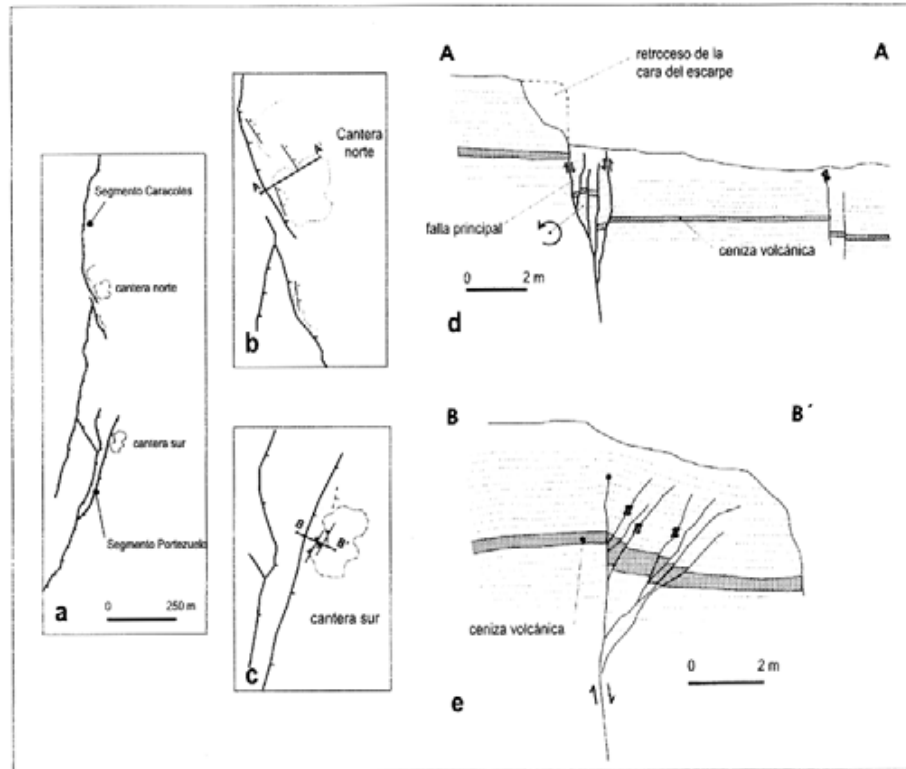 Segmento Caracoles
cantera norte
cantera sur
Segmento Portezuelo
0 250 m
a
Cantera
norte
A
A'
b
B
B'
cantera sur
c
A
A
retroceso de la
cara del escarpe
falla principal
ceniza volcánica
0 2 m
d
B
B´
ceniza volcánica
0 2 m
e